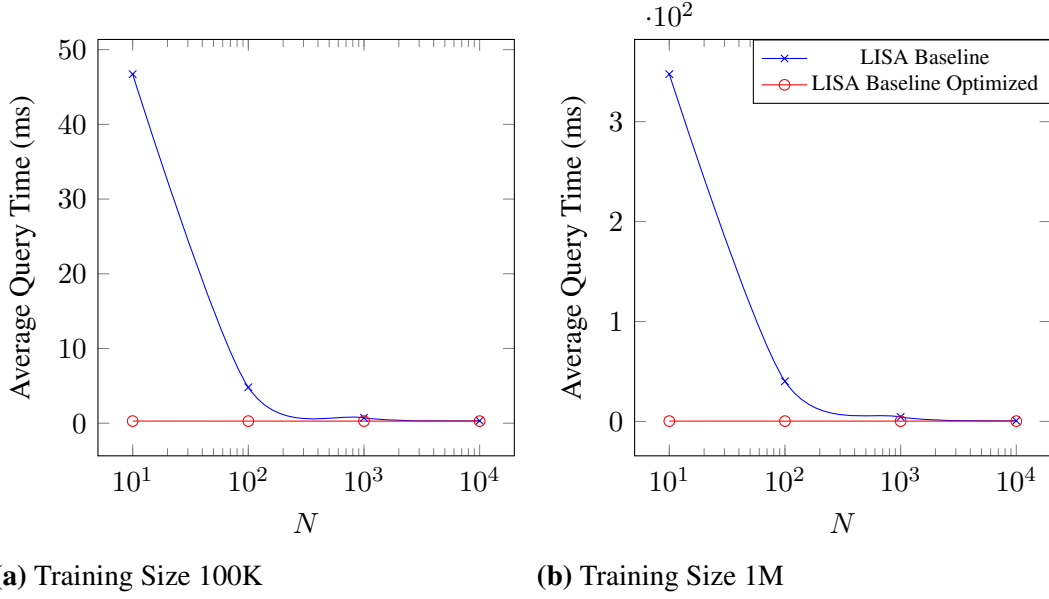 ·10²
50
40
30
20
10
0
Average Query Time (ms)
10¹ 10² 10³ 10⁴
N
3
2
1
0
Average Query Time (ms)
10¹ 10² 10³ 10⁴
N
LISA Baseline
LISA Baseline Optimized
(a) Training Size 100K
(b) Training Size 1M